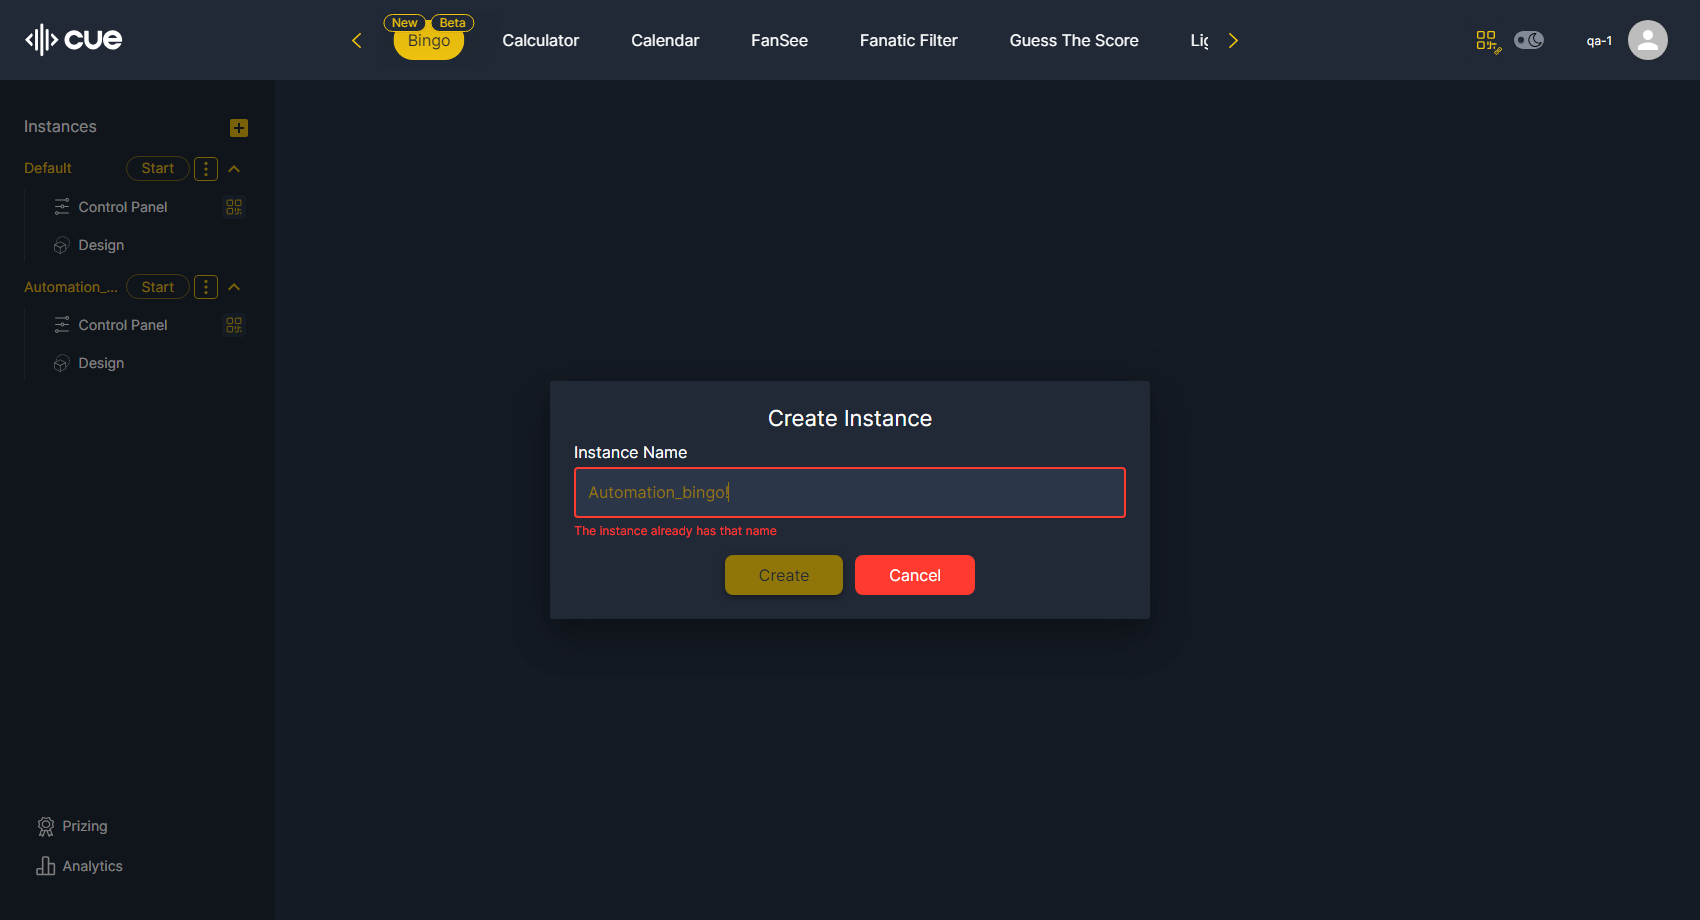 cue
New Beta
Bingo Calculator Calendar FanSee Fanatic Filter Guess The Score Lig
qa-1
Instances
Default Start
Control Panel
Design
Automation_... Start
Control Panel
Design
Create Instance
Instance Name
Automation_bingo!
The instance already has that name
Create Cancel
Prizing
Analytics